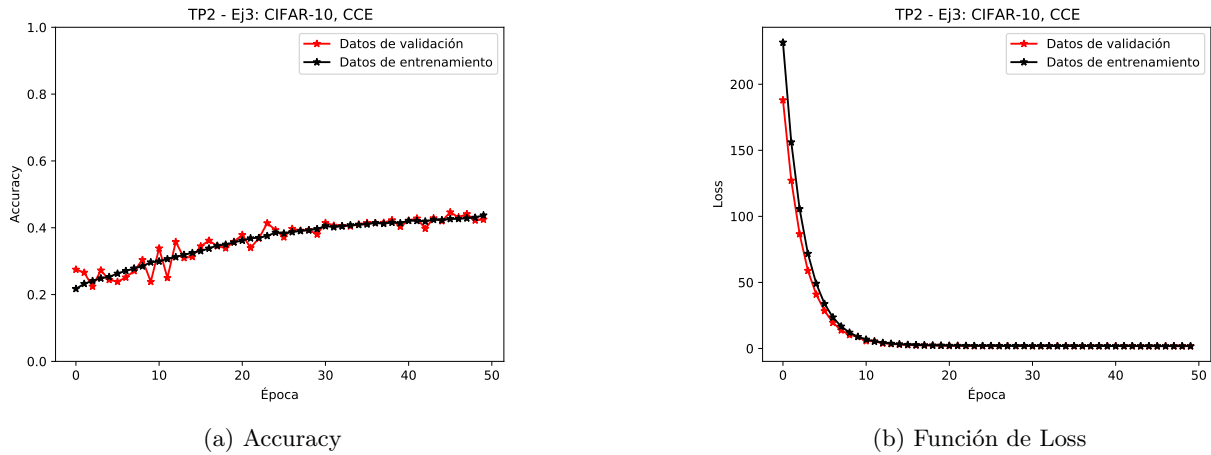 TP2 - Ej3: CIFAR-10, CCE
1.0
0.8
0.6
0.4
0.2
0.0
Accuracy
Datos de validación
Datos de entrenamiento
0 10 20 30 40 50
Época
(a) Accuracy
TP2 - Ej3: CIFAR-10, CCE
200
150
100
50
0
Loss
Datos de validación
Datos de entrenamiento
0 10 20 30 40 50
Época
(b) Función de Loss